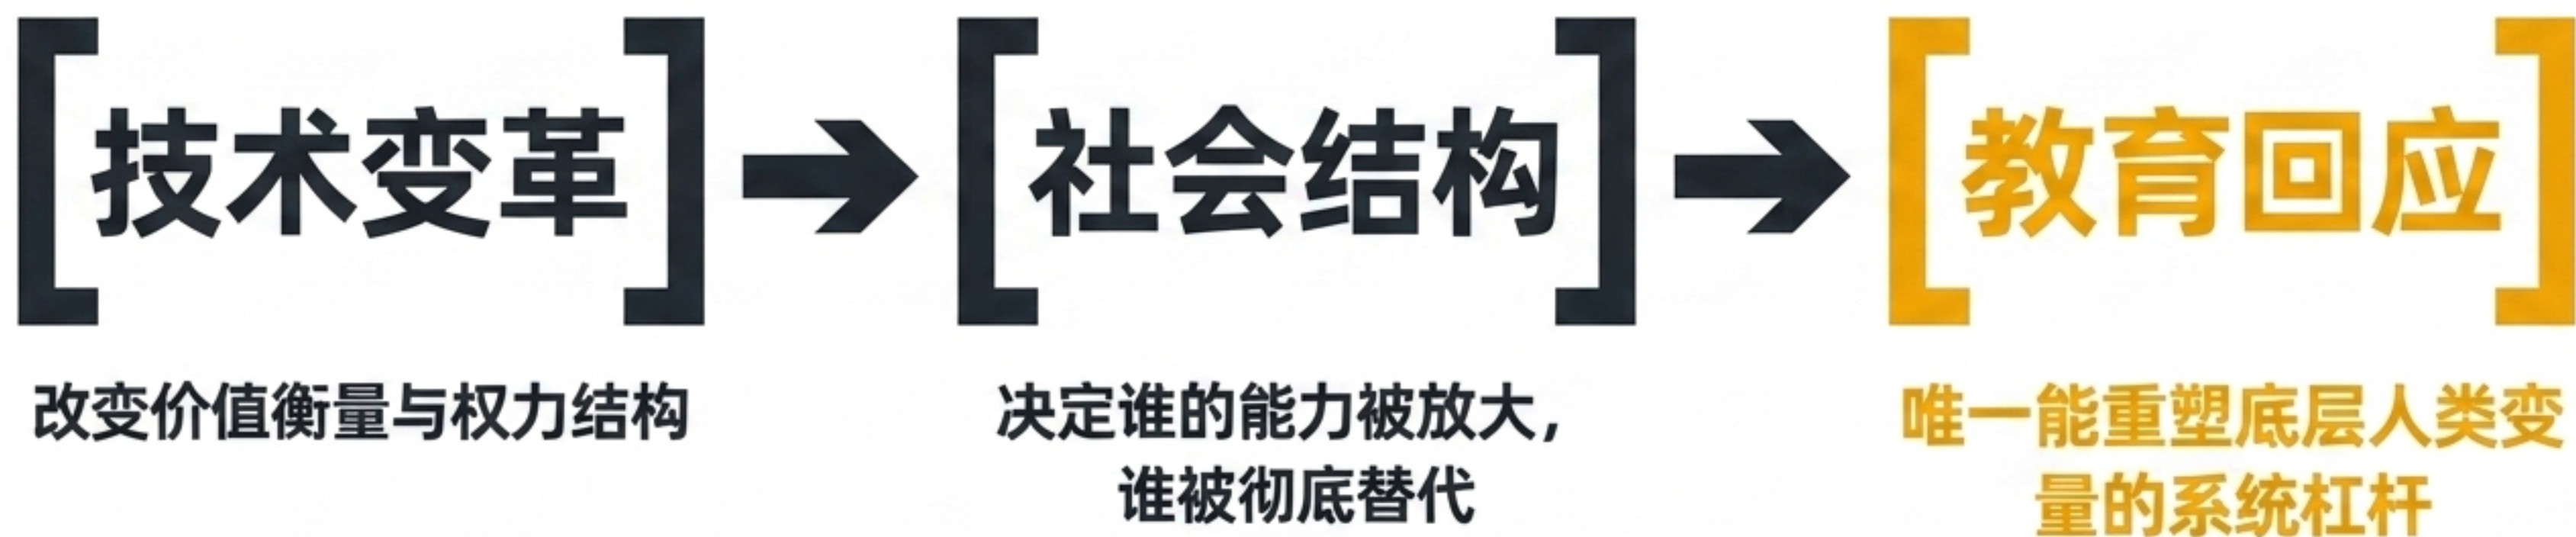 [技术变革] → [社会结构] → [教育回应]
改变价值衡量与权力结构
决定谁的能力被放大，
谁被彻底替代
唯一能重塑底层人类变
量的系统杠杆